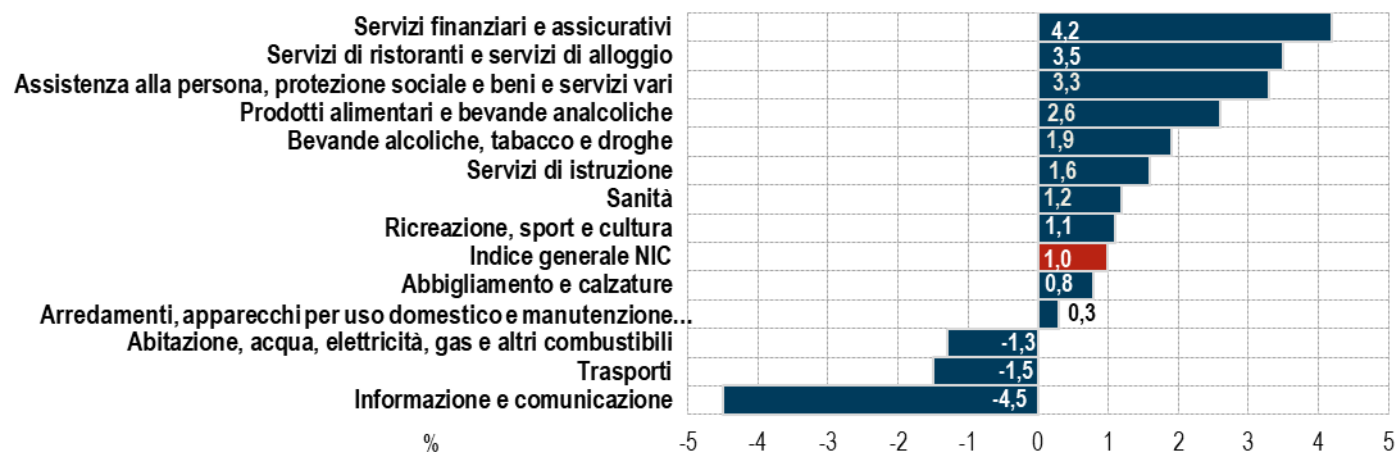 Servizi finanziari e assicurativi 4,2
Servizi di ristoranti e servizi di alloggio 3,5
Assistenza alla persona, protezione sociale e beni e servizi vari 3,3
Prodotti alimentari e bevande analcoliche 2,6
Bevande alcoliche, tabacco e droghe 1,9
Servizi di istruzione 1,6
Sanità 1,2
Ricreazione, sport e cultura 1,1
Indice generale NIC 1,0
Abbigliamento e calzature 0,8
Arredamenti, apparecchi per uso domestico e manutenzione... 0,3
Abitazione, acqua, elettricità, gas e altri combustibili -1,3
Trasporti -1,5
Informazione e comunicazione -4,5
% -5 -4 -3 -2 -1 0 1 2 3 4 5